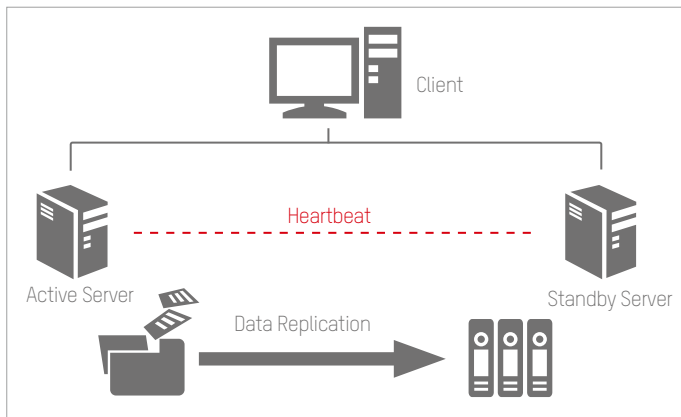 Client
Heartbeat
Active Server
Standby Server
Data Replication